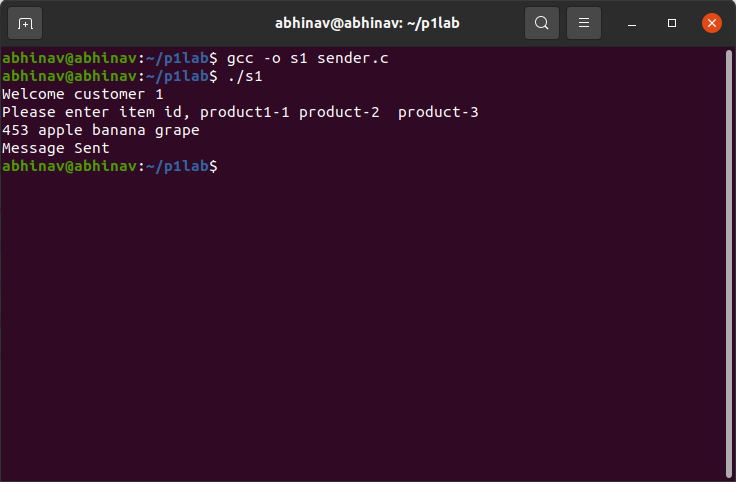 abhinav@abhinav: ~/p1lab
abhinav@abhinav:~/p1lab$ gcc -o s1 sender.c
abhinav@abhinav:~/p1lab$ ./s1
Welcome customer 1
Please enter item id, product1-1 product-2  product-3
453 apple banana grape
Message Sent
abhinav@abhinav:~/p1lab$